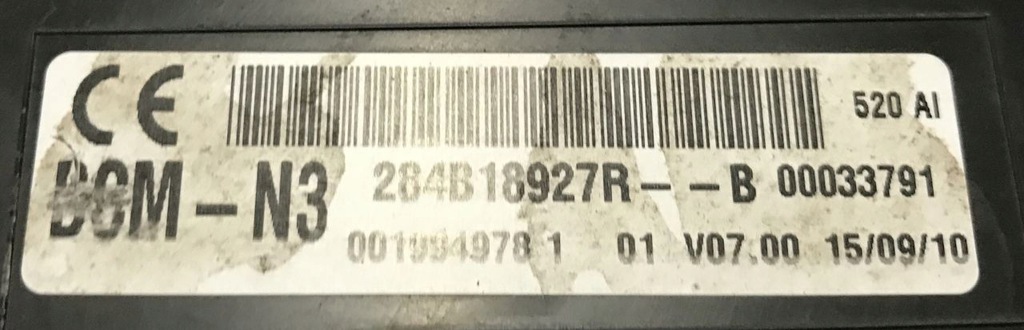 CE
520 AI
BCM-N3
284B18927R--B 00033791
001994978 1 01 V07.00 15/09/10